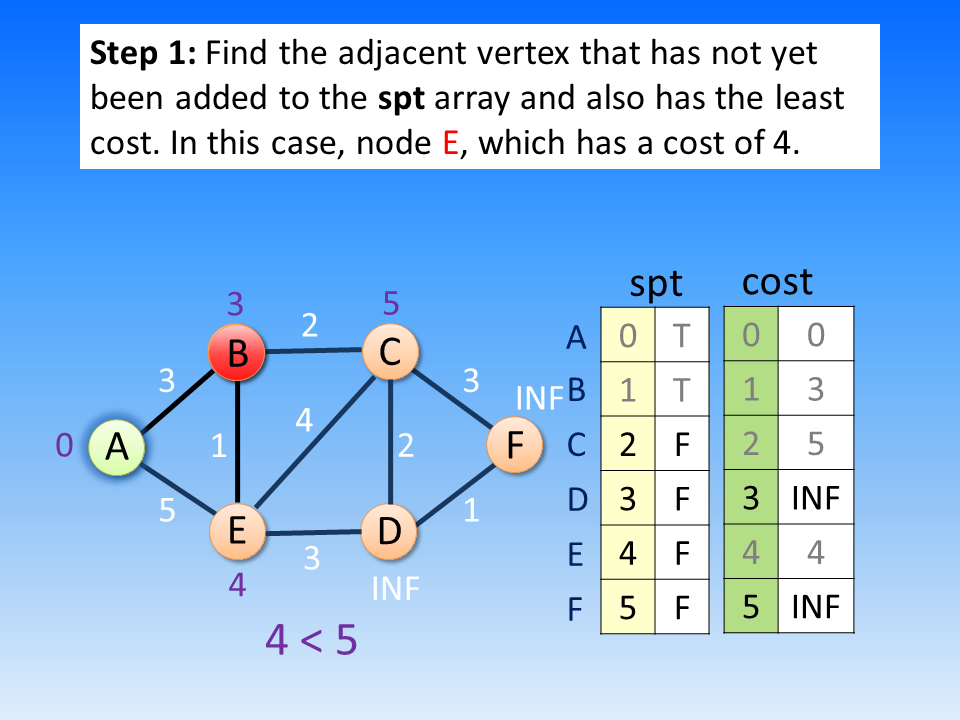 Step 1: Find the adjacent vertex that has not yet
been added to the spt array and also has the least
cost. In this case, node E, which has a cost of 4.
spt cost
3 5
2
B C
3 3
INF
0 A 1 4 2 F
5 1
E D
3
4 INF
4 < 5
A 0 T 0 0
B 1 T 1 3
C 2 F 2 5
D 3 F 3 INF
E 4 F 4 4
F 5 F 5 INF